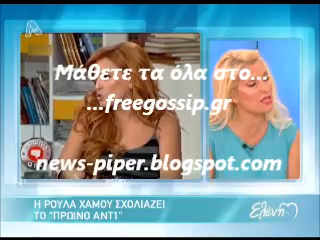 Μάθετε τα όλα στο...
...freegossip.gr
news-piper.blogspot.com
Η ΡΟΥΛΑ ΧΑΜΟΥ ΣΧΟΛΙΑΖΕΙ
ΤΟ "ΠΡΩΙΝΟ ΑΝΤ1"
Ελένη